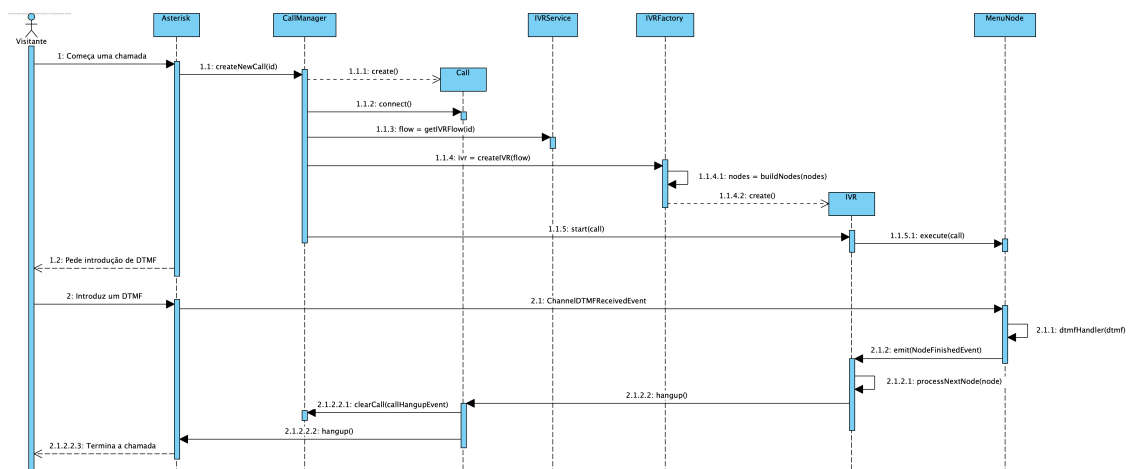 Visitante
Asterisk
CallManager
IVRService
IVRFactory
MenuNode
1: Começa uma chamada
1.1: createNewCall(id)
1.1.1: create()
Call
1.1.2: connect()
1.1.3: flow = getIVRFlow(id)
1.1.4: ivr = createIVR(flow)
1.1.4.1: nodes = buildNodes(nodes)
1.1.4.2: create()
IVR
1.1.5: start(call)
1.1.5.1: execute(call)
1.2: Pede introdução de DTMF
2: Introduz um DTMF
2.1: ChannelDTMFReceivedEvent
2.1.1: dtmfHandler(dtmf)
2.1.2: emit(NodeFinishedEvent)
2.1.2.1: processNextNode(node)
2.1.2.2: hangup()
2.1.2.2.1: clearCall(callHangupEvent)
2.1.2.2.2: hangup()
2.1.2.2.3: Termina a chamada